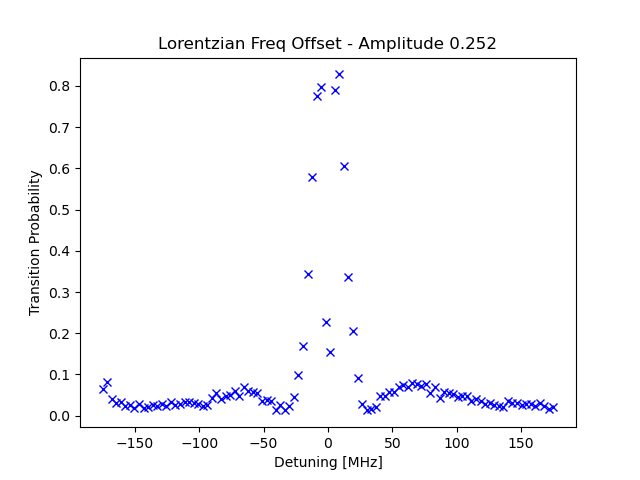 Lorentzian Freq Offset - Amplitude 0.252
Transition Probability
0.8
0.7
0.6
0.5
0.4
0.3
0.2
0.1
0.0
−150 −100 −50 0 50 100 150
Detuning [MHz]